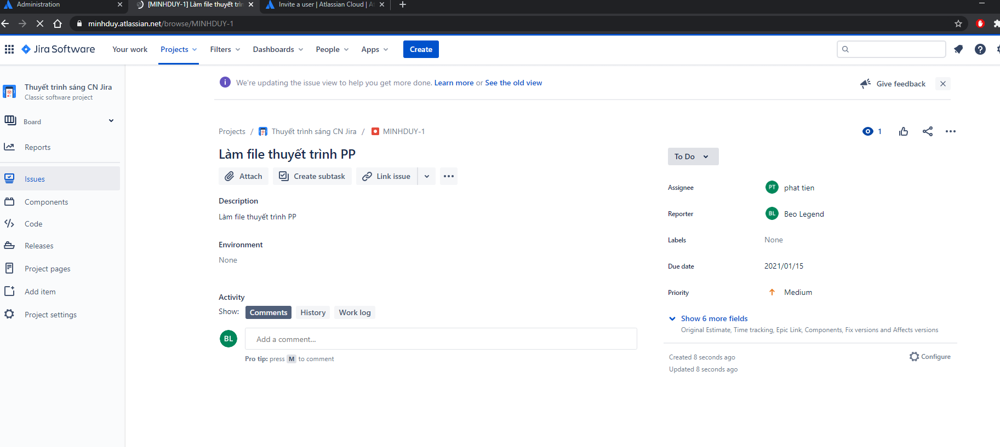 Administration
[MINHDUY-1] Làm file thuyết trìn
Invite a user | Atlassian Cloud | A
minhduy.atlassian.net/browse/MINHDUY-1
Jira Software
Your work
Projects
Filters
Dashboards
People
Apps
Create
Thuyết trình sáng CN Jira
Classic software project
Board
Reports
Issues
Components
Code
Releases
Project pages
Add item
Project settings
We're updating the issue view to help you get more done. Learn more or See the old view
Give feedback
Projects / Thuyết trình sáng CN Jira / MINHDUY-1
1
Làm file thuyết trình PP
Attach
Create subtask
Link issue
Description
Làm file thuyết trình PP
Environment
None
Activity
Show: Comments History Work log
BL
Add a comment...
Pro tip: press M to comment
To Do
Assignee
PT phat tien
Reporter
BL Beo Legend
Labels
None
Due date
2021/01/15
Priority
Medium
Show 6 more fields
Original Estimate, Time tracking, Epic Link, Components, Fix versions and Affects versions
Created 8 seconds ago
Configure
Updated 8 seconds ago